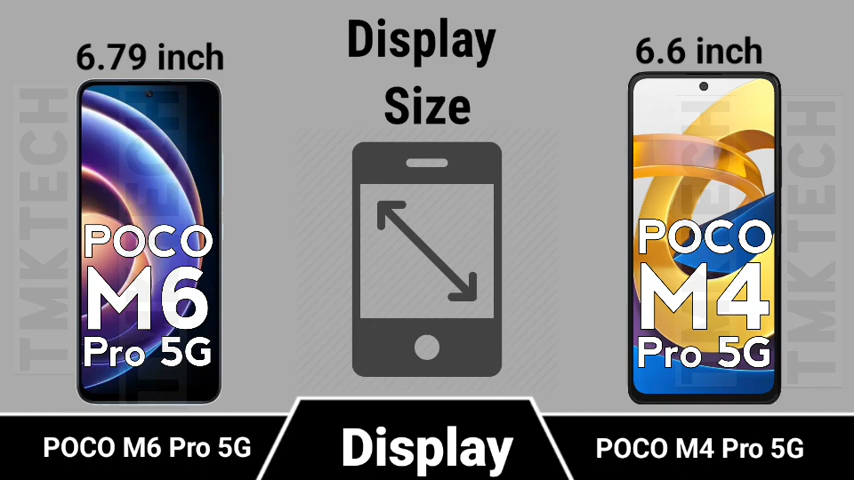 6.79 inch
Display
Size
6.6 inch
TMKTECH
POCO
M6
Pro 5G
POCO
M4
Pro 5G
TMKTECH
POCO M6 Pro 5G
Display
POCO M4 Pro 5G